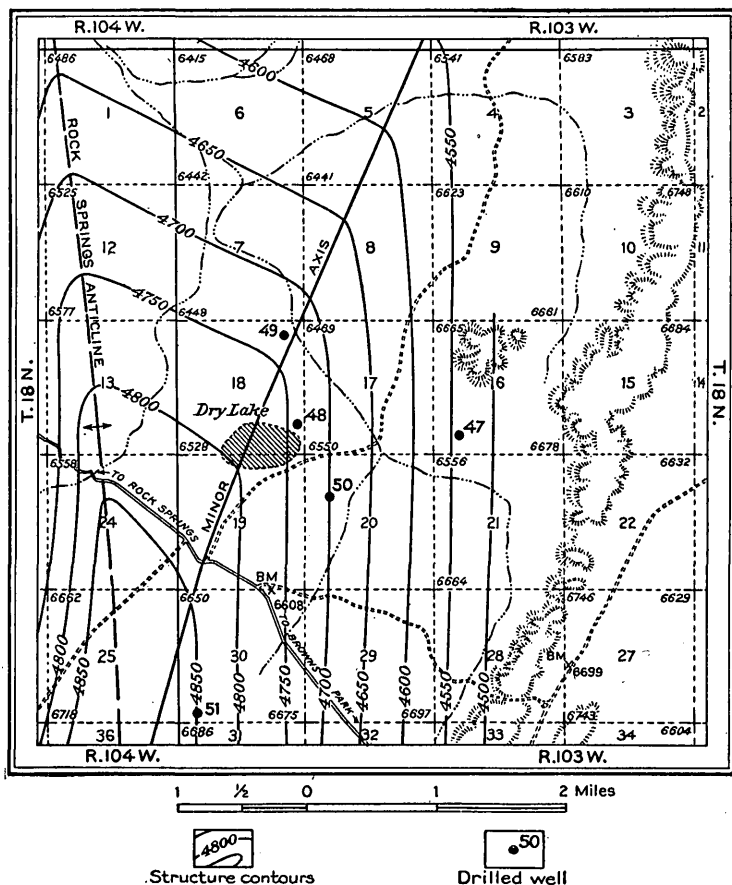 R.104 W. R.103 W.
6486 6415 6468 6541 6583
4600
1 6 5 4 3 2
ROCK SPRINGS ANTICLINE
4650 4550
6525 6442 6441 6623 6610 6748
4700
12 7 8 9 10 11
AXIS
4750
6577 6448 6469 6665 6661 6684
49
T. 18 N. T. 18 N.
13 18 17 16 15 14
4800
Dry Lake 48 47
6558 6528 6550 6556 6678 6632
TO ROCK SPRINGS
50
MINOR
24 19 20 21 22
BM
6662 6650 6608 6664 6746 6629
TO BROWNS PARK
25 30 29 28 27
BM 6699
4800 4850 4850 4800 4750 4700 4650 4600 4550 4500
51
6718 6686 6675 6697 6743 6604
36 31 32 33 34
R.104 W. R.103 W.
1 ½ 0 1 2 Miles
4800 50
Structure contours Drilled well